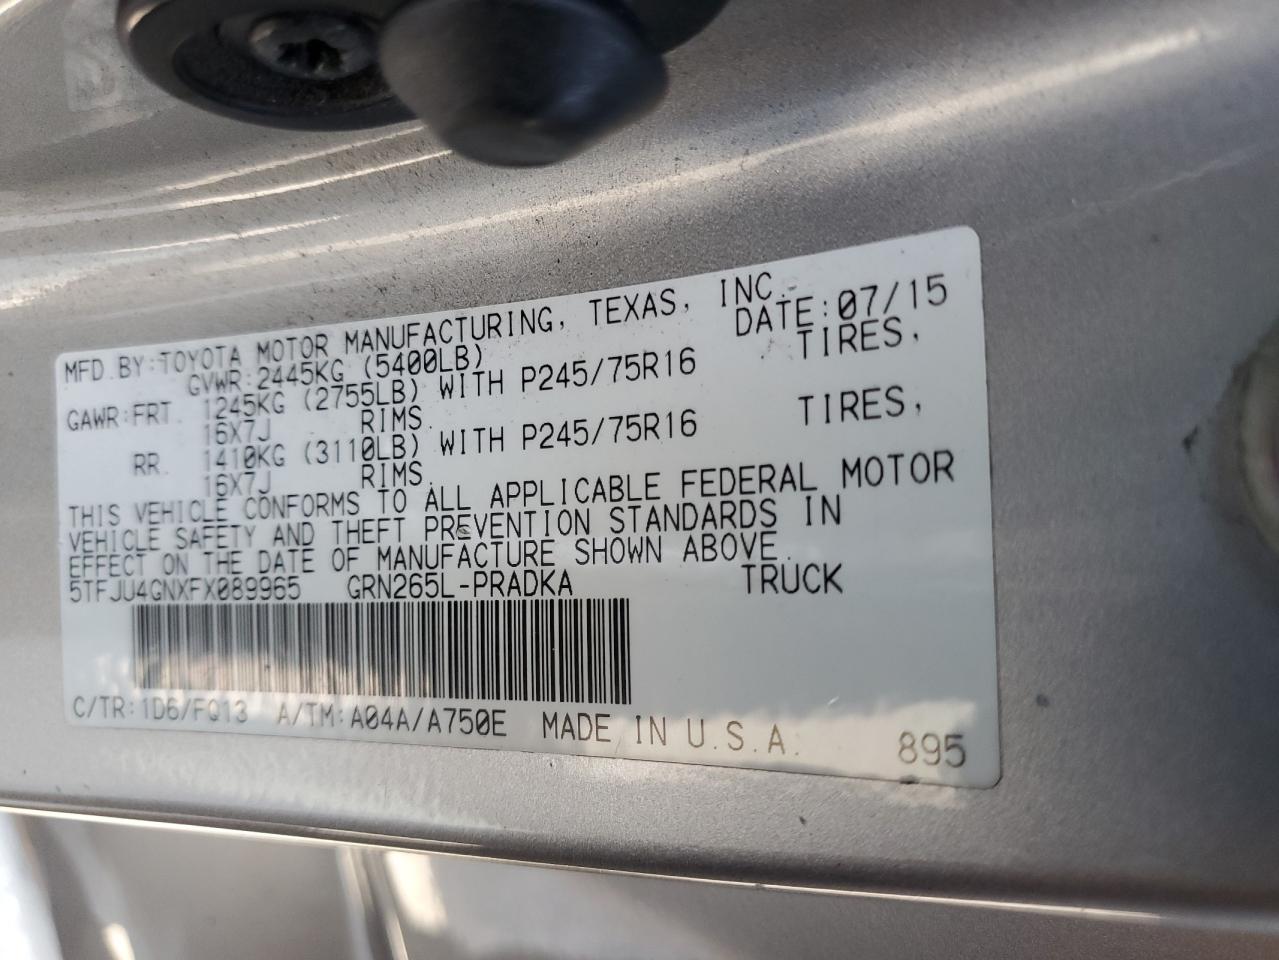 MFD. BY: TOYOTA MOTOR MANUFACTURING, TEXAS, INC.
GVWR: 2445KG (5400LB) DATE: 07/15
GAWR: FRT. 1245KG (2755LB) WITH P245/75R16 TIRES,
16X7J RIMS.
RR. 1410KG (3110LB) WITH P245/75R16 TIRES,
16X7J RIMS.
THIS VEHICLE CONFORMS TO ALL APPLICABLE FEDERAL MOTOR
VEHICLE SAFETY AND THEFT PREVENTION STANDARDS IN
EFFECT ON THE DATE OF MANUFACTURE SHOWN ABOVE.
5TFJU4GNXFX089965 GRN265L-PRADKA TRUCK
C/TR: 1D6/FQ13 A/TM: A04A/A750E MADE IN U.S.A. 895